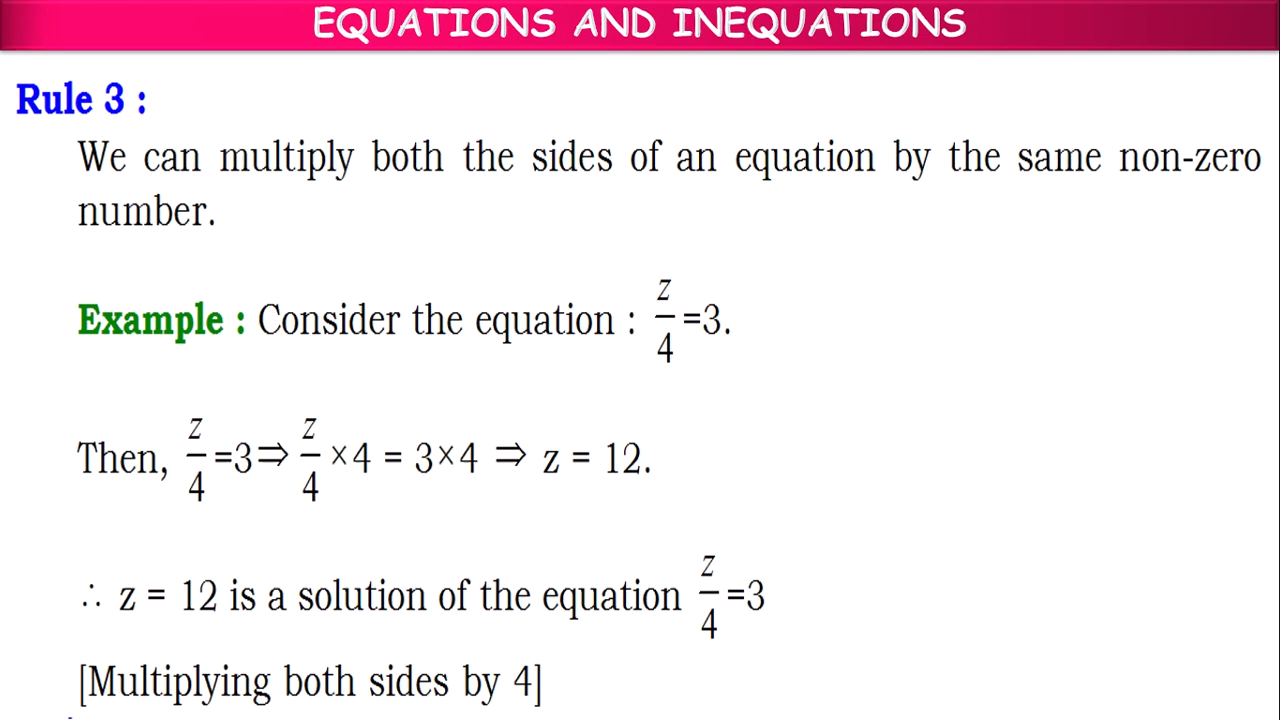 EQUATIONS AND INEQUATIONS
Rule 3 :
We can multiply both the sides of an equation by the same non-zero
number.
Example : Consider the equation : z/4 =3.
Then, z/4 =3⇒ z/4 ×4 = 3×4 ⇒ z = 12.
∴ z = 12 is a solution of the equation z/4 =3
[Multiplying both sides by 4]